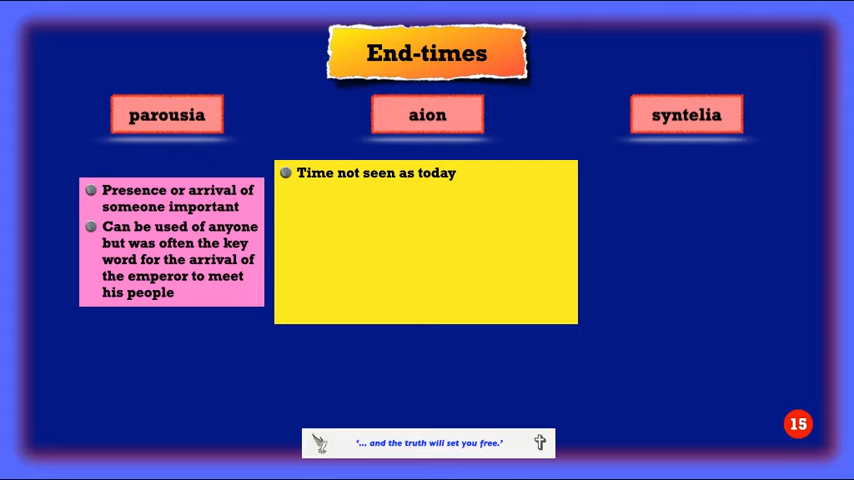 End-times
parousia
aion
syntelia
Presence or arrival of
someone important
Can be used of anyone
but was often the key
word for the arrival of
the emperor to meet
his people
Time not seen as today
15
‘... and the truth will set you free.’